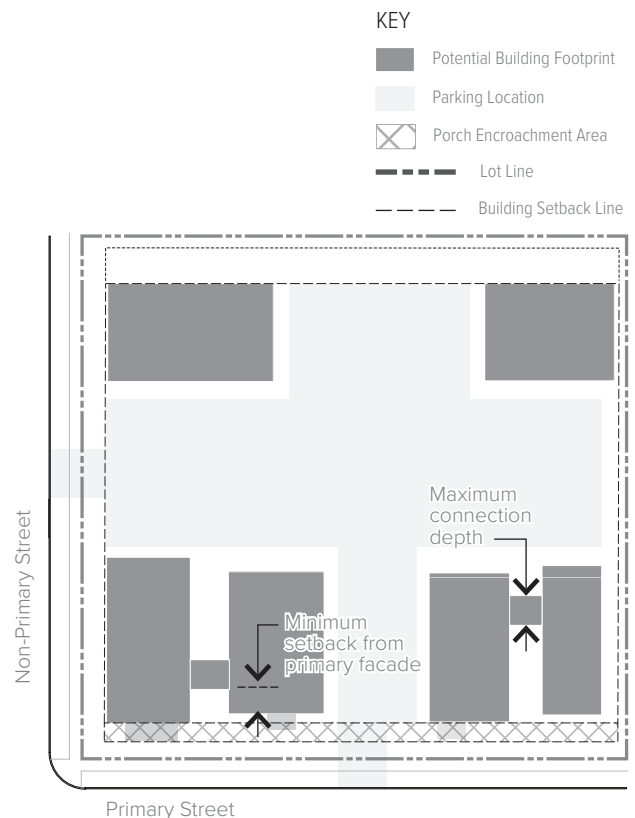 KEY
Potential Building Footprint
Parking Location
Porch Encroachment Area
Lot Line
Building Setback Line
Maximum
connection
depth
Minimum
setback from
primary facade
Non-Primary Street
Primary Street